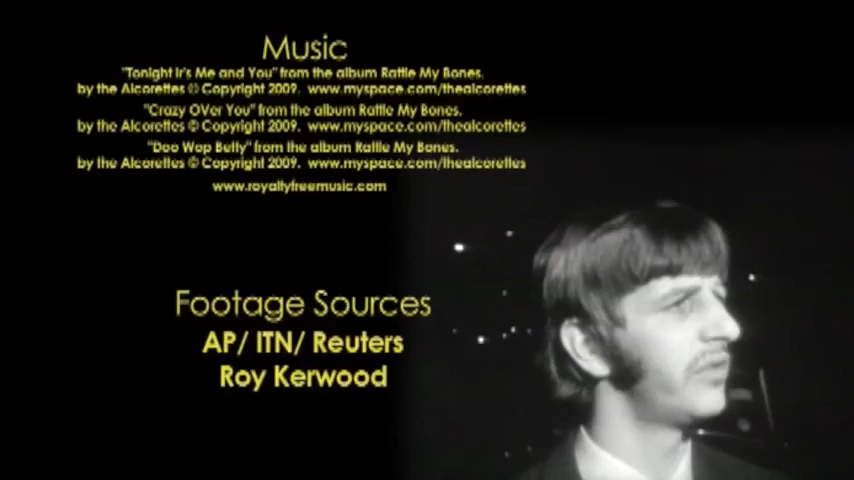 Music
"Tonight It's Me and You" from the album Rattle My Bones.
by the Alcorettes © Copyright 2009. www.myspace.com/thealcorettes
"Crazy OVer You" from the album Rattle My Bones.
by the Alcorettes © Copyright 2009. www.myspace.com/thealcorettes
"Doo Wop Betty" from the album Rattle My Bones.
by the Alcorettes © Copyright 2009. www.myspace.com/thealcorettes
www.royaltyfreemusic.com
Footage Sources
AP/ ITN/ Reuters
Roy Kerwood